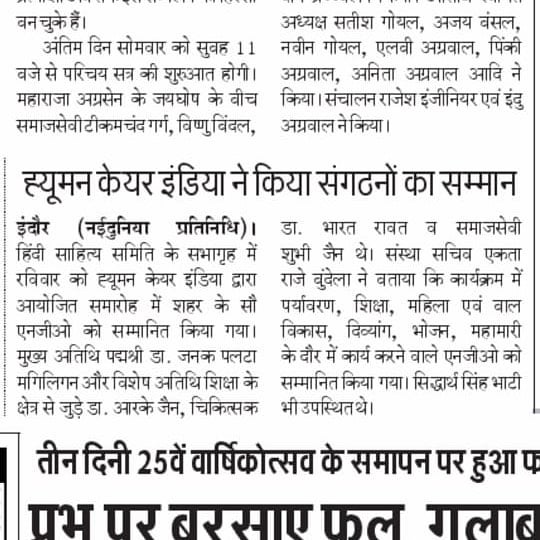 बन चुके हैं।
अंतिम दिन सोमवार को सुबह 11
बजे से परिचय सत्र की शुरुआत होगी।
महाराजा अग्रसेन के जयघोष के बीच
समाजसेवी टीकमचंद गर्ग, विष्णु बिंदल,
अध्यक्ष सतीश गोयल, अजय बंसल,
नवीन गोयल, एलबी अग्रवाल, पिंकी
अग्रवाल, अनिता अग्रवाल आदि ने
किया। संचालन राजेश इंजीनियर एवं इंदु
अग्रवाल ने किया।
ह्यूमन केयर इंडिया ने किया संगठनों का सम्मान
इंदौर (नईदुनिया प्रतिनिधि)।
हिंदी साहित्य समिति के सभागृह में
रविवार को ह्यूमन केयर इंडिया द्वारा
आयोजित समारोह में शहर के सौ
एनजीओ को सम्मानित किया गया।
मुख्य अतिथि पद्मश्री डा. जनक पलटा
मगिलिगन और विशेष अतिथि शिक्षा के
क्षेत्र से जुड़े डा. आरके जैन, चिकित्सक
डा. भारत रावत व समाजसेवी
शुभी जैन थे। संस्था सचिव एकता
राजे बुंदेला ने बताया कि कार्यक्रम में
पर्यावरण, शिक्षा, महिला एवं बाल
विकास, दिव्यांग, भोजन, महामारी
के दौर में कार्य करने वाले एनजीओ को
सम्मानित किया गया। सिद्धार्थ सिंह भाटी
भी उपस्थित थे।
तीन दिनी 25वें वार्षिकोत्सव के समापन पर हुआ
प्रभु पर बरसाए फूल, गुलाब